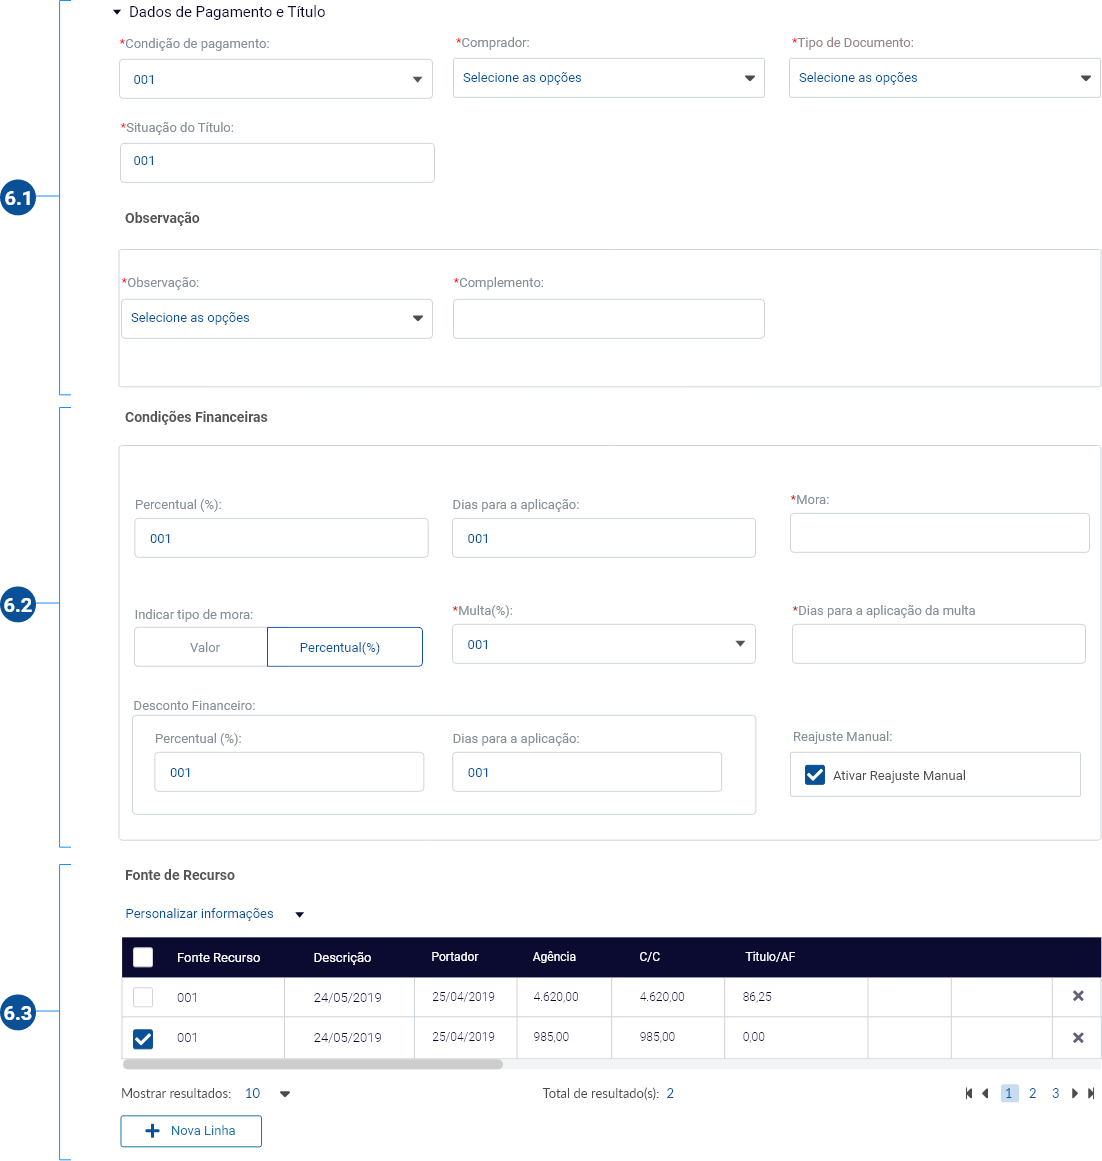 Dados de Pagamento e Título
*Condição de pagamento: *Comprador: *Tipo de Documento:
001 Selecione as opções Selecione as opções
*Situação do Título:
001
6.1
Observação
*Observação: *Complemento:
Selecione as opções
Condições Financeiras
Percentual (%): Dias para a aplicação: *Mora:
001 001
6.2
Indicar tipo de mora: *Multa(%): *Dias para a aplicação da multa
Valor Percentual(%) 001
Desconto Financeiro:
Percentual (%): Dias para a aplicação: Reajuste Manual:
001 001 Ativar Reajuste Manual
Fonte de Recurso
Personalizar informações
Fonte Recurso Descrição Portador Agência C/C Título/AF
001 24/05/2019 25/04/2019 4.620,00 4.620,00 86,25
6.3
001 24/05/2019 25/04/2019 985,00 985,00 0,00
Mostrar resultados: 10 Total de resultado(s): 2 1 2 3
Nova Linha